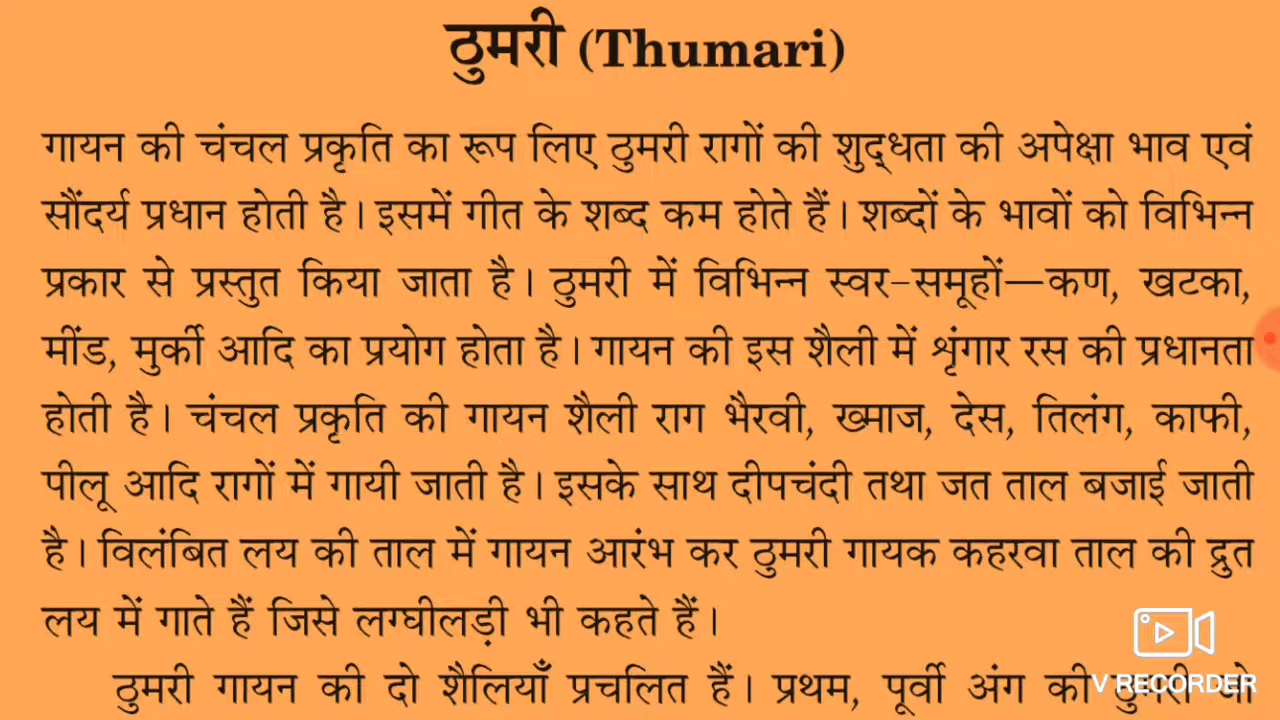 ठुमरी (Thumari)
गायन की चंचल प्रकृति का रूप लिए ठुमरी रागों की शुद्धता की अपेक्षा भाव एवं
सौंदर्य प्रधान होती है। इसमें गीत के शब्द कम होते हैं। शब्दों के भावों को विभिन्न
प्रकार से प्रस्तुत किया जाता है। ठुमरी में विभिन्न स्वर-समूहों—कण, खटका,
मींड, मुर्की आदि का प्रयोग होता है। गायन की इस शैली में शृंगार रस की प्रधानता
होती है। चंचल प्रकृति की गायन शैली राग भैरवी, ख्माज, देस, तिलंग, काफी,
पीलू आदि रागों में गायी जाती है। इसके साथ दीपचंदी तथा जत ताल बजाई जाती
है। विलंबित लय की ताल में गायन आरंभ कर ठुमरी गायक कहरवा ताल की द्रुत
लय में गाते हैं जिसे लग्घीलड़ी भी कहते हैं।
ठुमरी गायन की दो शैलियाँ प्रचलित हैं। प्रथम, पूर्वी अंग की ठुमरी
V RECORDER